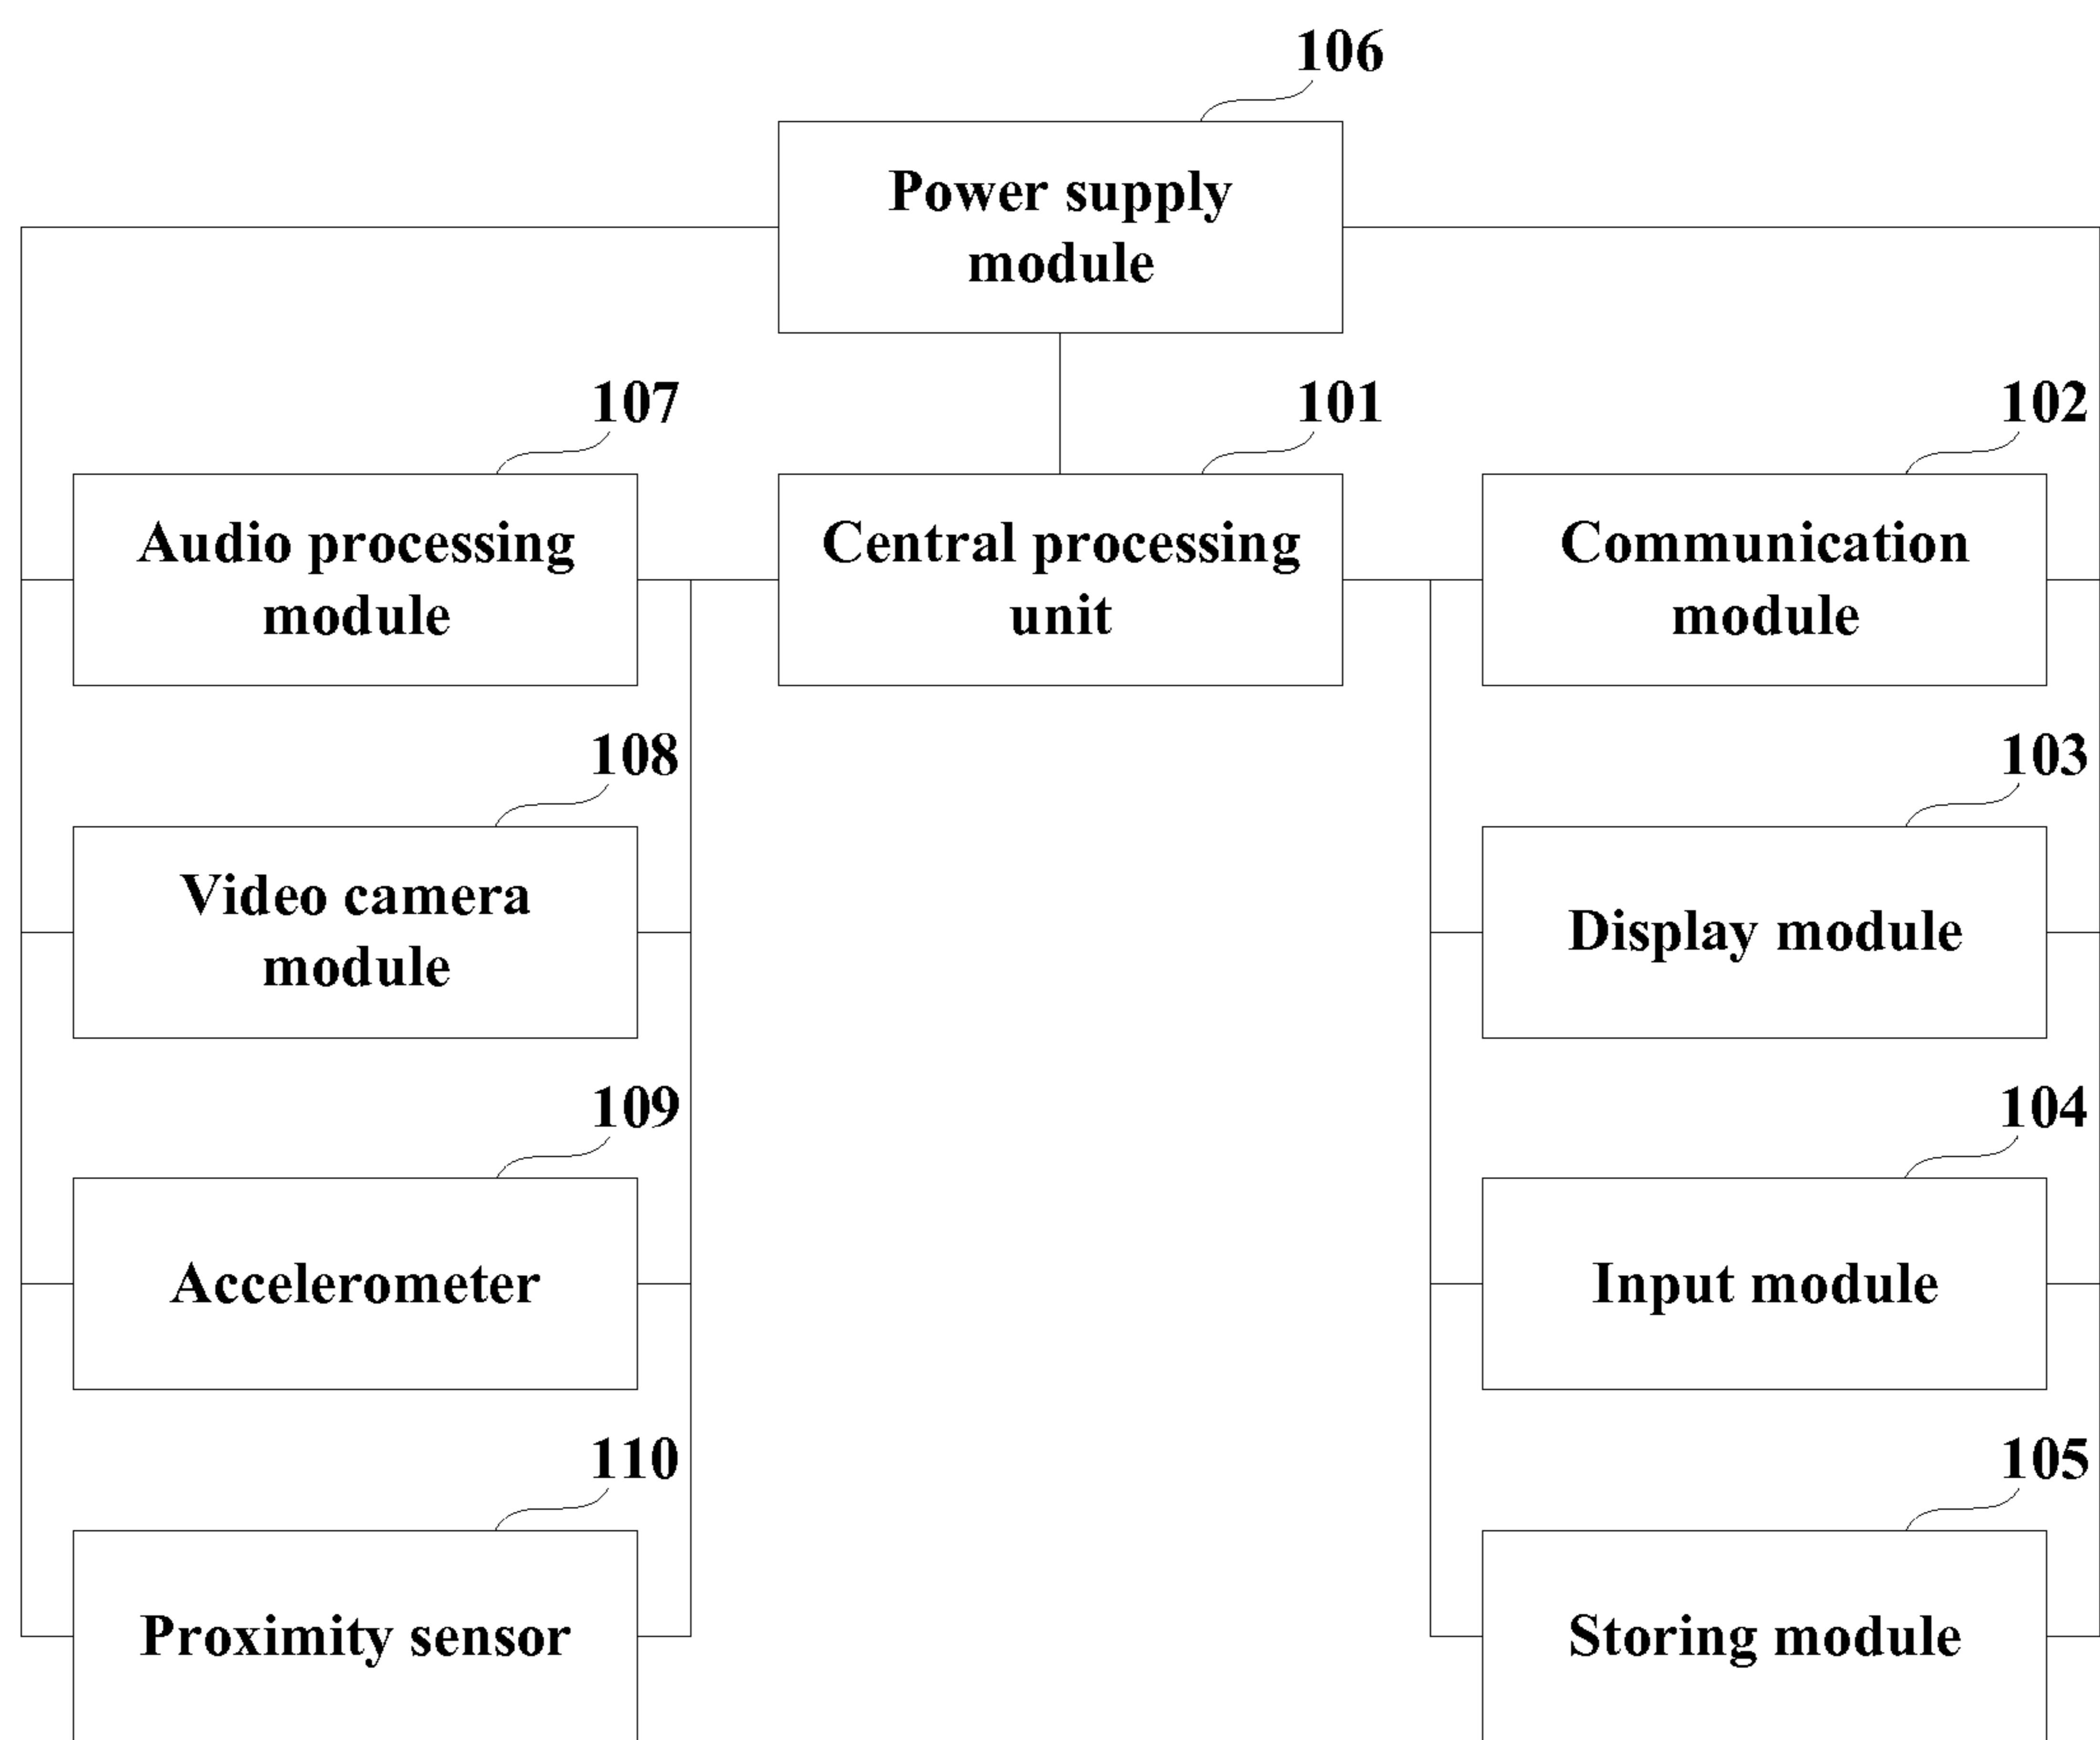 106
Power supply
module
107
101
102
Audio processing
module
Central processing
unit
Communication
module
108
103
Video camera
module
Display module
109
104
Accelerometer
Input module
110
105
Proximity sensor
Storing module